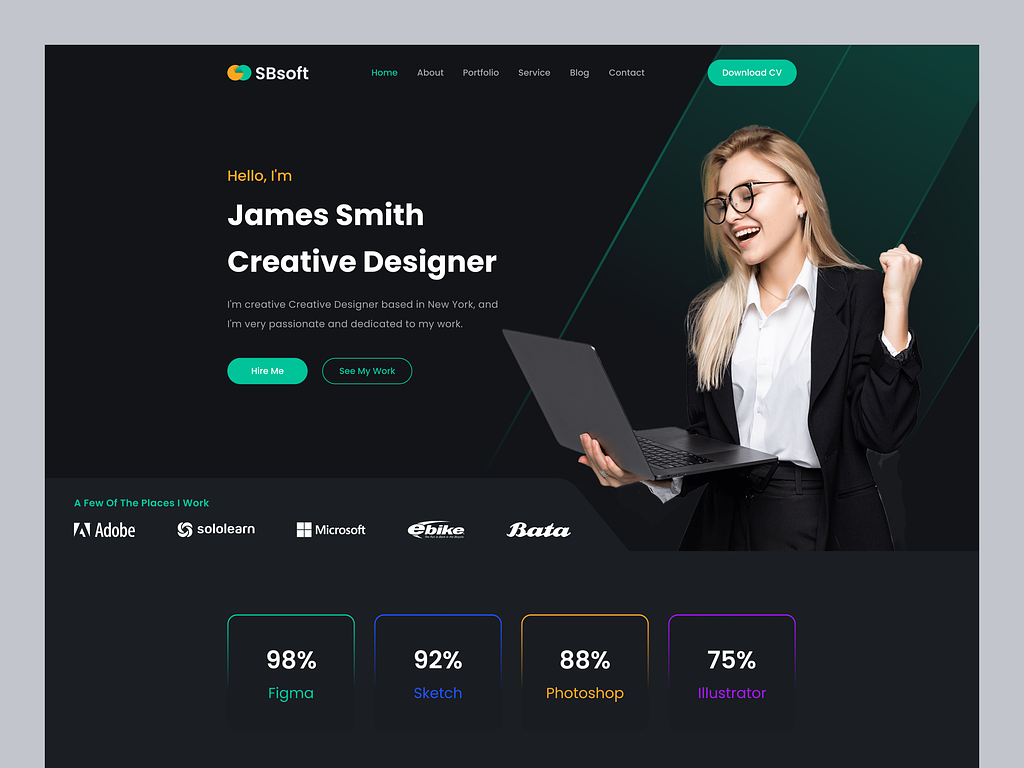 SBsoft
Home About Portfolio Service Blog Contact
Download CV
Hello, I'm
James Smith
Creative Designer
I'm creative Creative Designer based in New York, and
I'm very passionate and dedicated to my work.
Hire Me
See My Work
A Few Of The Places I Work
Adobe
sololearn
Microsoft
ebike
Bata
98%
Figma
92%
Sketch
88%
Photoshop
75%
Illustrator